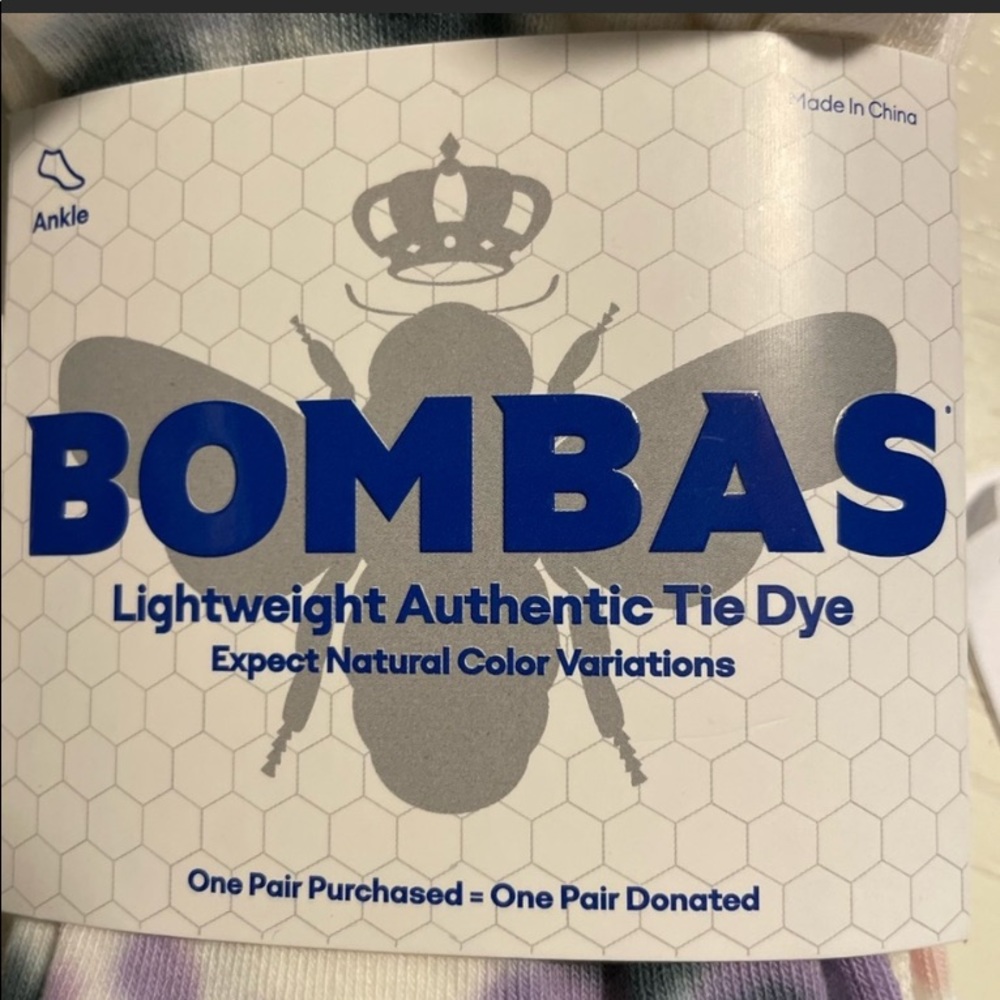 Made In China
Ankle
BOMBAS
Lightweight Authentic Tie Dye
Expect Natural Color Variations
One Pair Purchased = One Pair Donated